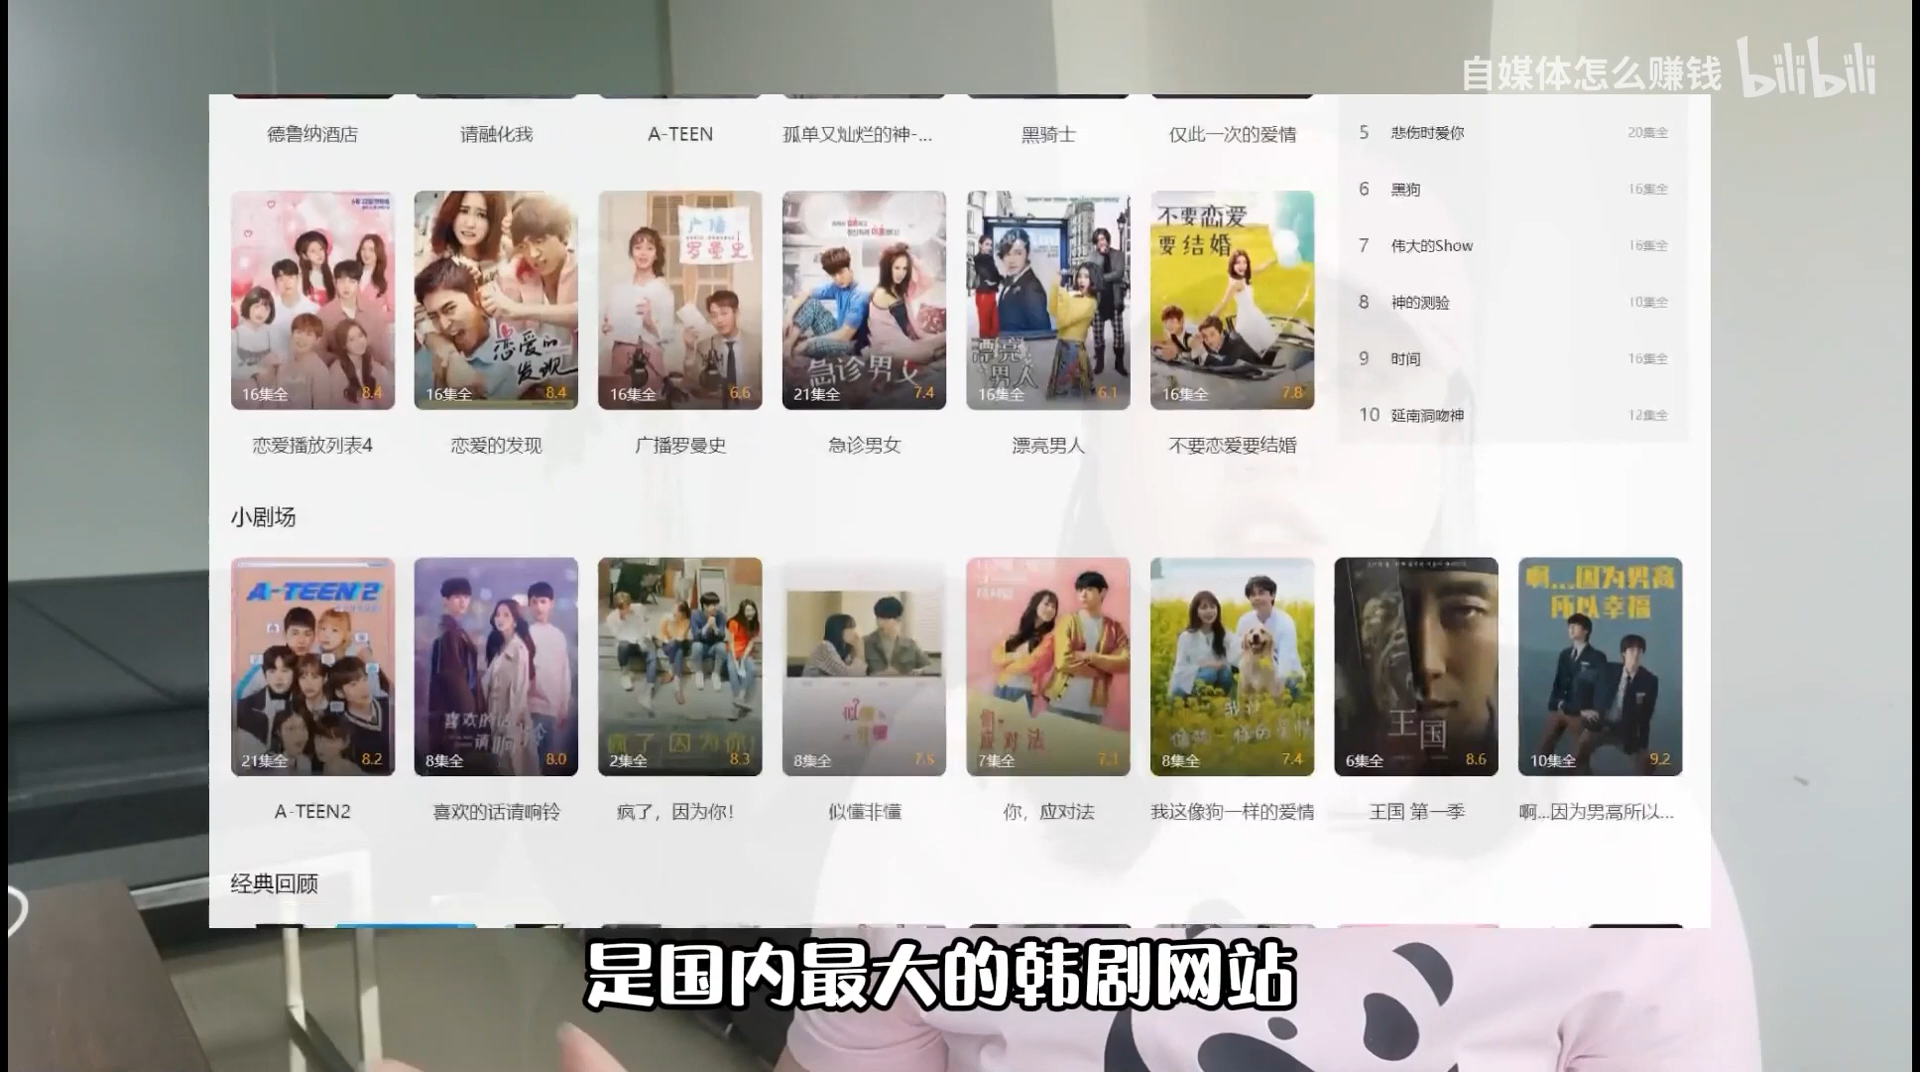 自媒体怎么赚钱 bilibili
德鲁纳酒店 请融化我 A-TEEN 孤单又灿烂的神-... 黑骑士 仅此一次的爱情
5 悲伤时爱你 20集全
6 黑狗 16集全
7 伟大的Show 16集全
8 神的测验 10集全
9 时间 16集全
10 延南洞吻神 12集全
恋爱的发现
广播罗曼史
急诊男女
漂亮男人
不要恋爱要结婚
16集全 8.4
16集全 8.4
16集全 6.6
21集全 7.4
16集全 6.1
16集全 7.8
恋爱播放列表4 恋爱的发现 广播罗曼史 急诊男女 漂亮男人 不要恋爱要结婚
小剧场
A-TEEN2
喜欢的话请响铃
疯了因为你!
王国
啊...因为男高所以幸福
21集全 8.2
8集全 8.0
2集全 8.3
8集全 7.5
7集全 7.1
8集全 7.4
6集全 8.6
10集全 9.2
A-TEEN2 喜欢的话请响铃 疯了，因为你！ 似懂非懂 你，应对法 我这像狗一样的爱情 王国 第一季 啊...因为男高所以...
经典回顾
是国内最大的韩剧网站